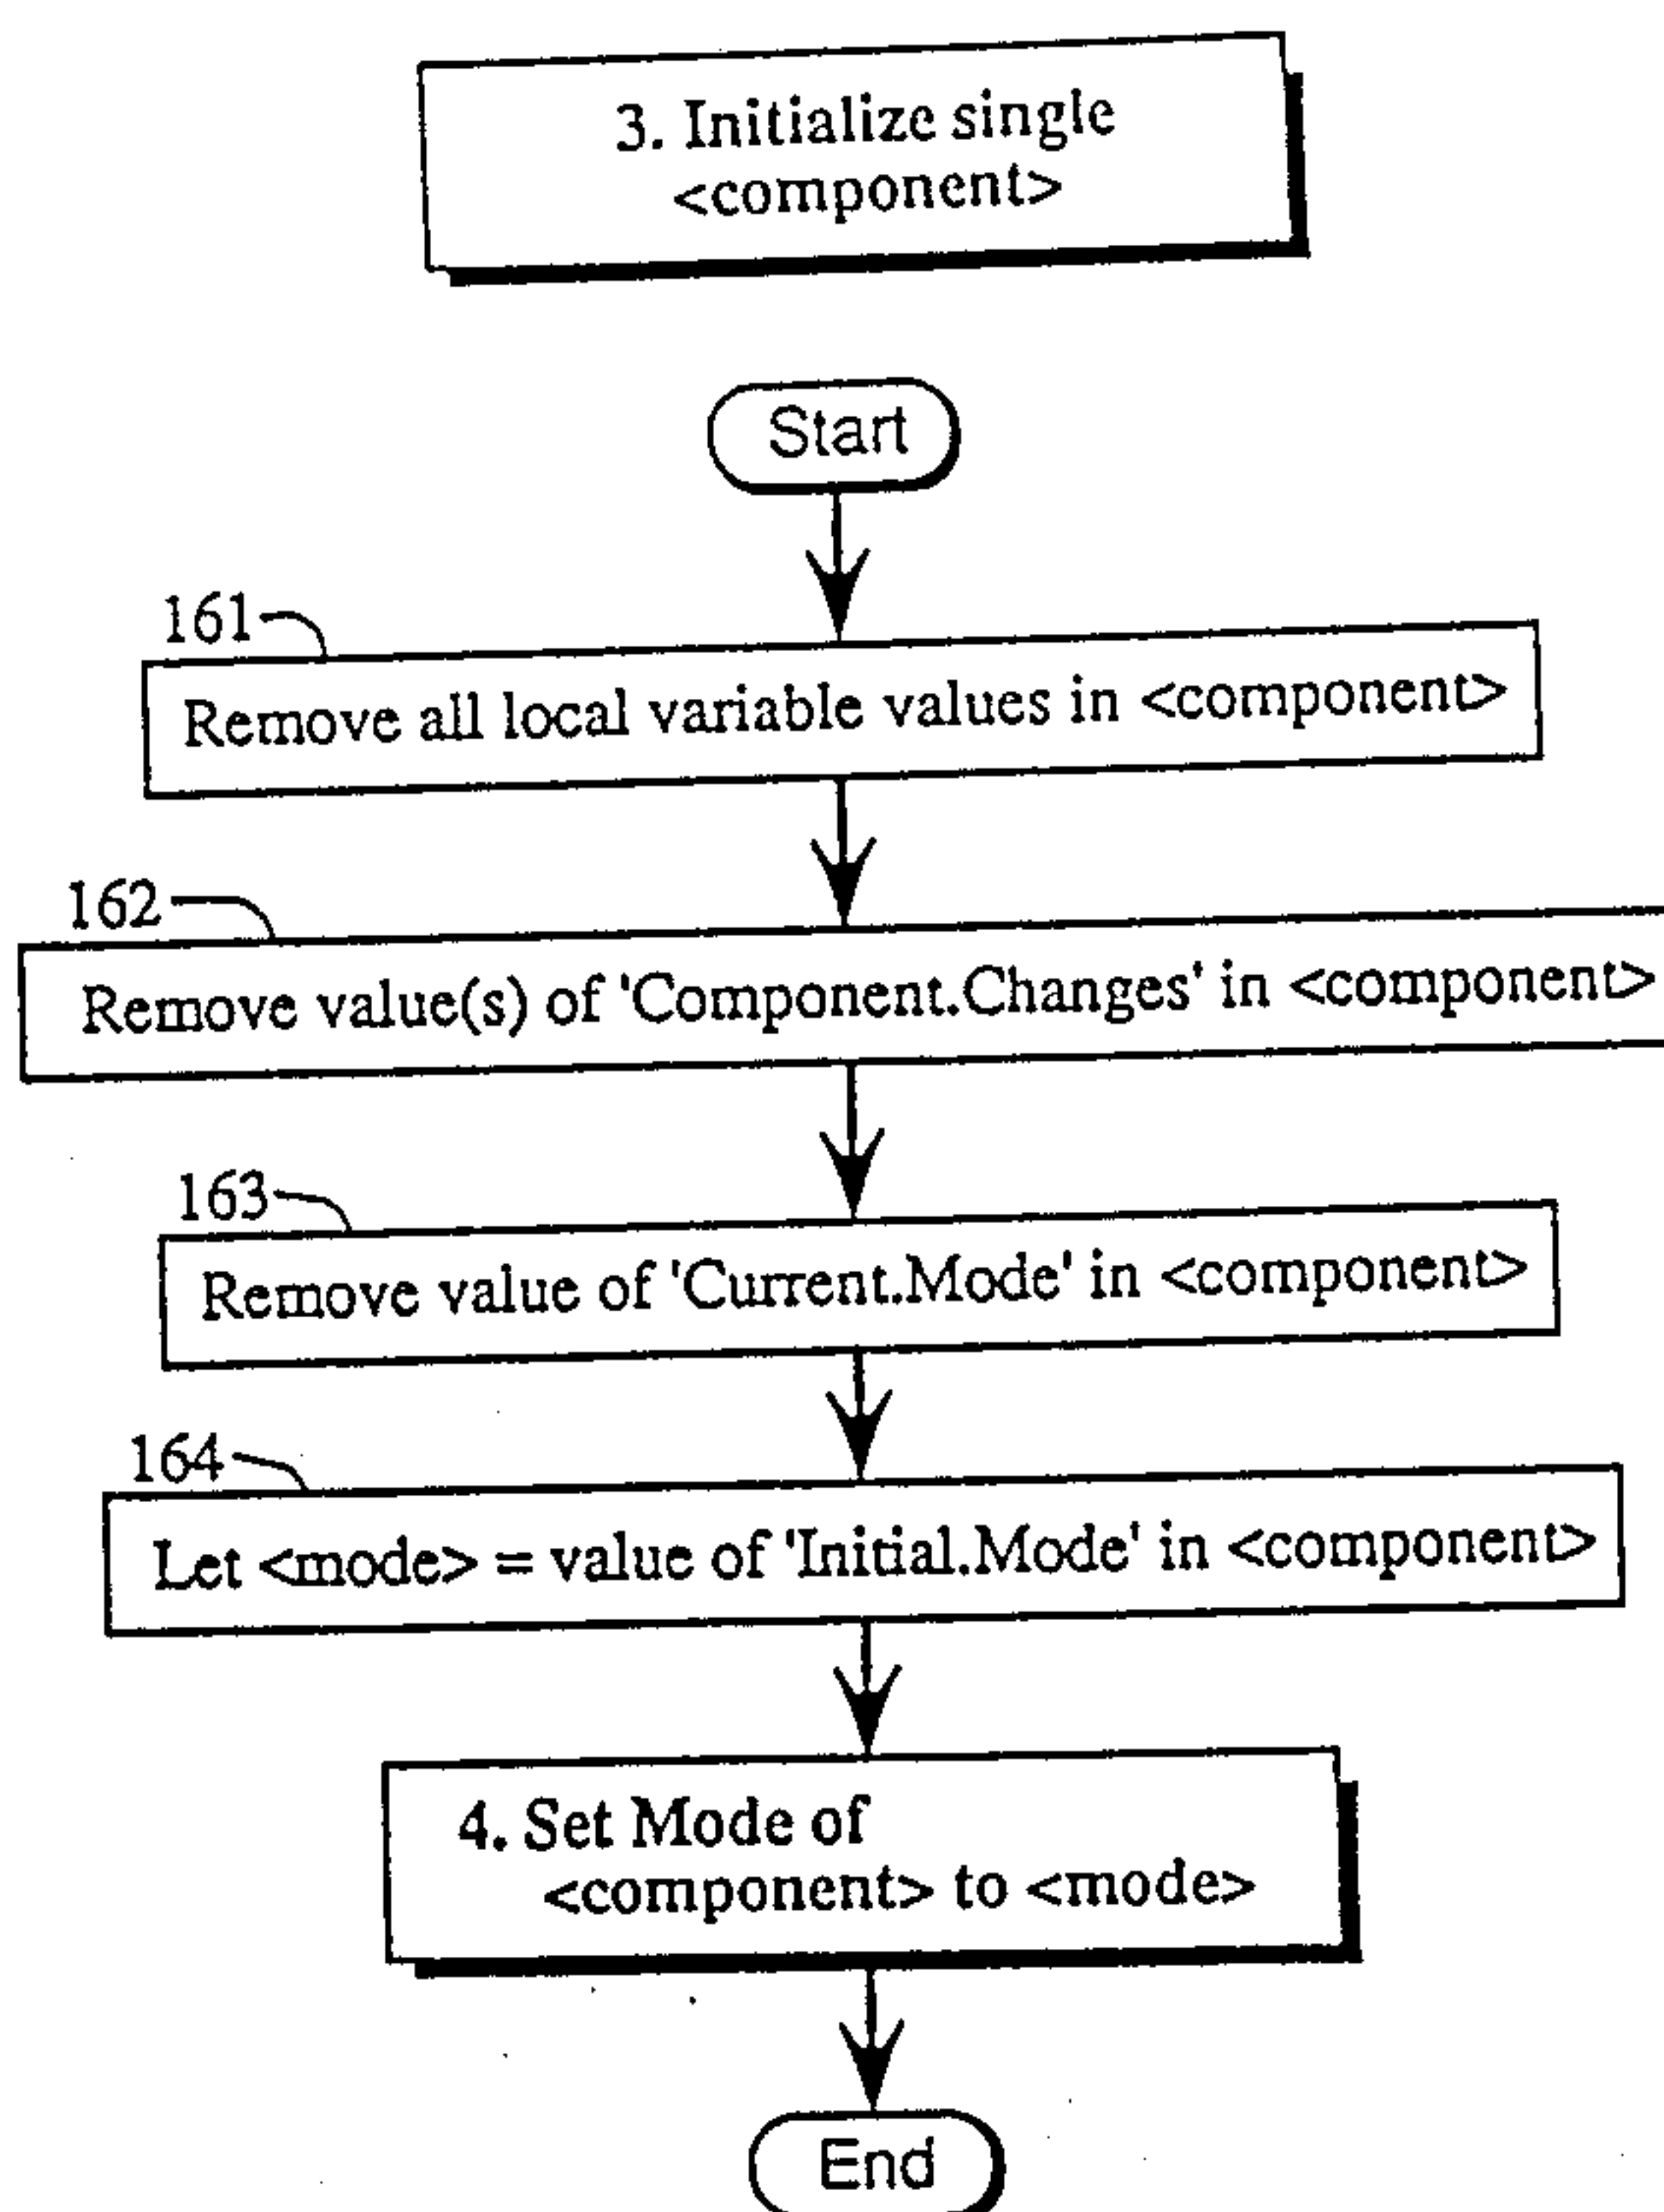 3. Initialize single
<component>
Start
161
Remove all local variable values in <component>
162
Remove value(s) of 'Component.Changes' in <component>
163
Remove value of 'Current.Mode' in <component>
164
Let <mode> = value of 'Initial.Mode' in <component>
4. Set Mode of
<component> to <mode>
End